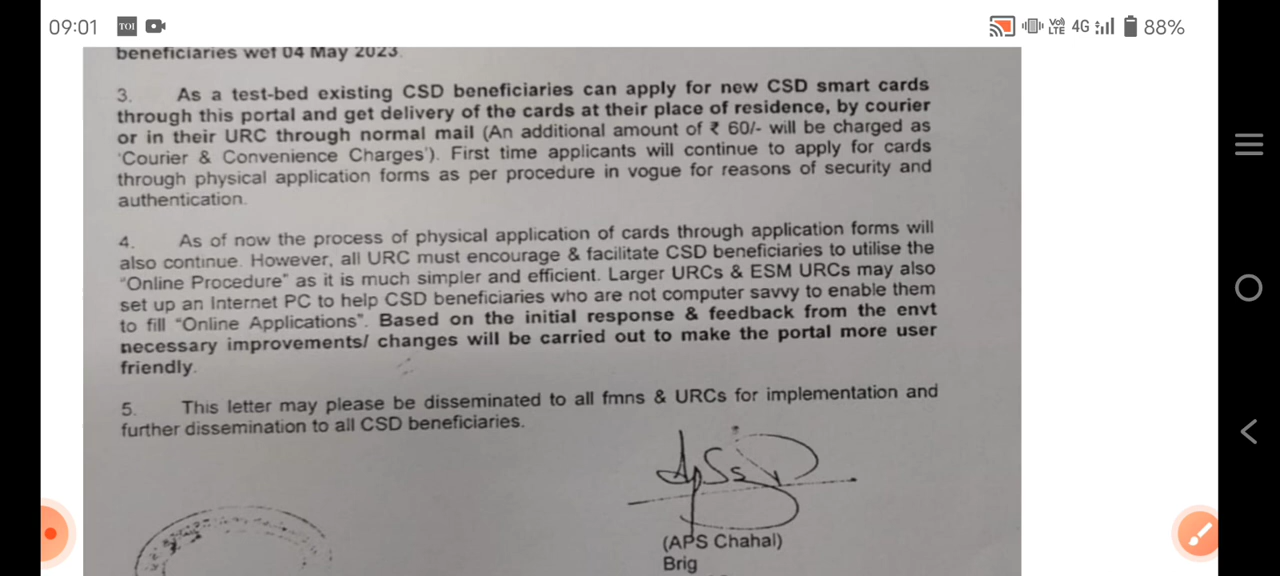 09:01 TOI VoD LTE 4G 88%
beneficiaries wef 04 May 2023.
3. As a test-bed existing CSD beneficiaries can apply for new CSD smart cards
through this portal and get delivery of the cards at their place of residence, by courier
or in their URC through normal mail (An additional amount of ₹ 60/- will be charged as
'Courier & Convenience Charges'). First time applicants will continue to apply for cards
through physical application forms as per procedure in vogue for reasons of security and
authentication.
4. As of now the process of physical application of cards through application forms will
also continue. However, all URC must encourage & facilitate CSD beneficiaries to utilise the
"Online Procedure" as it is much simpler and efficient. Larger URCs & ESM URCs may also
set up an Internet PC to help CSD beneficiaries who are not computer savvy to enable them
to fill "Online Applications". Based on the initial response & feedback from the envt
necessary improvements/ changes will be carried out to make the portal more user
friendly.
5. This letter may please be disseminated to all fmns & URCs for implementation and
further dissemination to all CSD beneficiaries.
(APS Chahal)
Brig